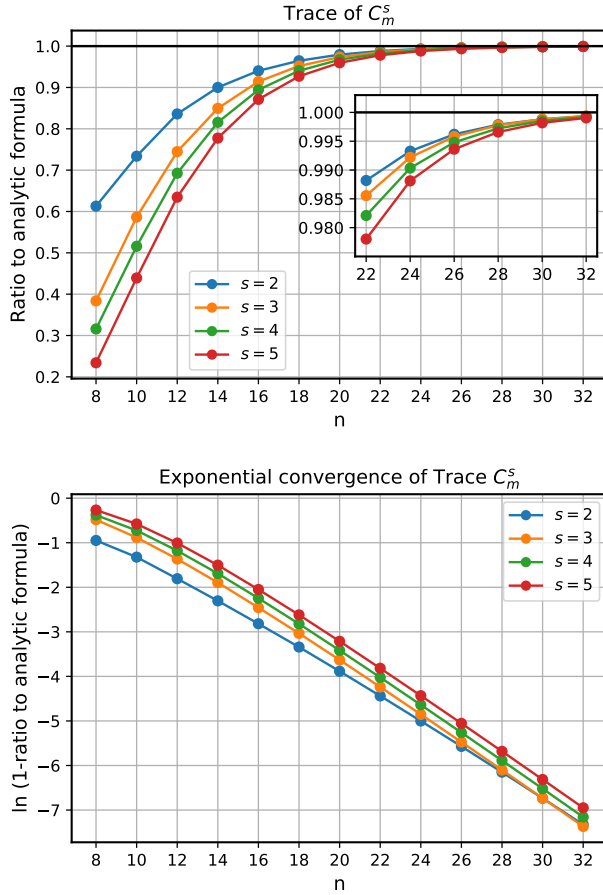 Trace of C_m^s
Ratio to analytic formula
1.0
0.9
0.8
0.7
0.6
0.5
0.4
0.3
0.2
1.000
0.995
0.990
0.985
0.980
22 24 26 28 30 32
s = 2
s = 3
s = 4
s = 5
8 10 12 14 16 18 20 22 24 26 28 30 32
n
Exponential convergence of Trace C_m^s
ln (1-ratio to analytic formula)
0
−1
−2
−3
−4
−5
−6
−7
s = 2
s = 3
s = 4
s = 5
8 10 12 14 16 18 20 22 24 26 28 30 32
n